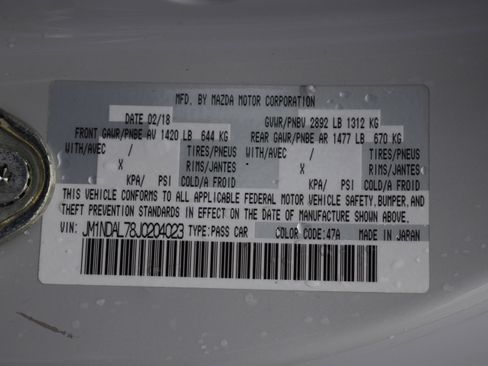 MFD. BY MAZDA MOTOR CORPORATION
DATE 02/18 GVWR/PNBV 2892 LB 1312 KG
FRONT GAWR/PNBE AV 1420 LB 644 KG REAR GAWR/PNBE AR 1477 LB 670 KG
WITH/AVEC / TIRES/PNEUS WITH/AVEC / TIRES/PNEUS
X RIMS/JANTES X RIMS/JANTES
KPA/ PSI/ COLD/A FROID KPA/ PSI/ COLD/A FROID
THIS VEHICLE CONFORMS TO ALL APPLICABLE FEDERAL MOTOR VEHICLE SAFETY, BUMPER, AND
THEFT PREVENTION STANDARDS IN EFFECT ON THE DATE OF MANUFACTURE SHOWN ABOVE.
VIN: JM1NDAL78J0204023 TYPE:PASS CAR COLOR CODE:47A MADE IN JAPAN